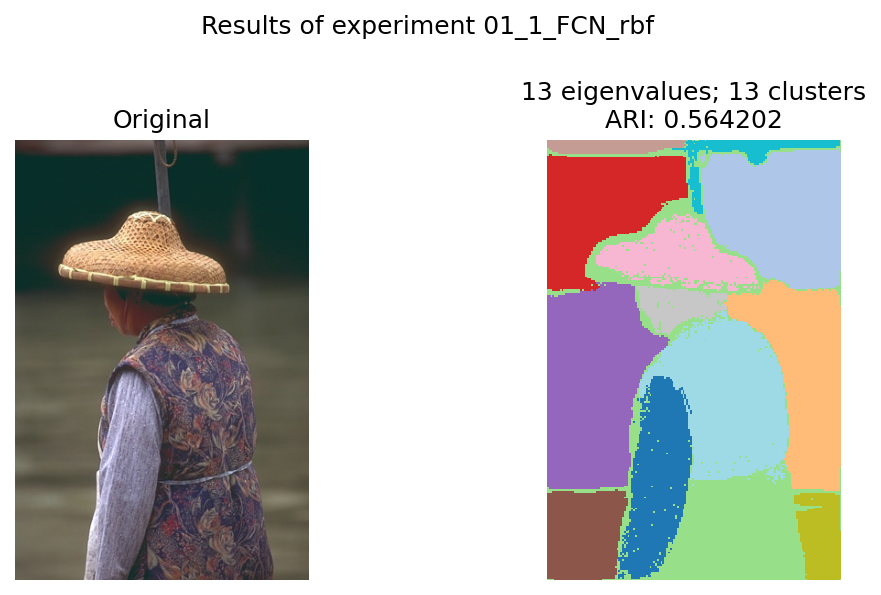 Results of experiment 01_1_FCN_rbf
Original
13 eigenvalues; 13 clusters
ARI: 0.564202